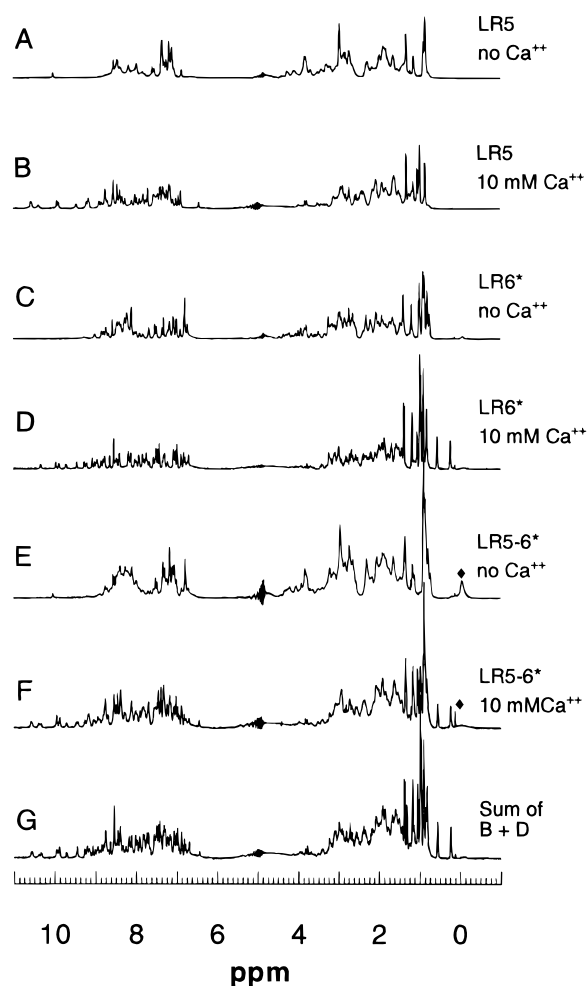 A
LR5
no Ca⁺⁺
B
LR5
10 mM Ca⁺⁺
C
LR6*
no Ca⁺⁺
D
LR6*
10 mM Ca⁺⁺
E
LR5-6*
no Ca⁺⁺
F
LR5-6*
10 mMCa⁺⁺
G
Sum of
B + D
10 8 6 4 2 0
ppm